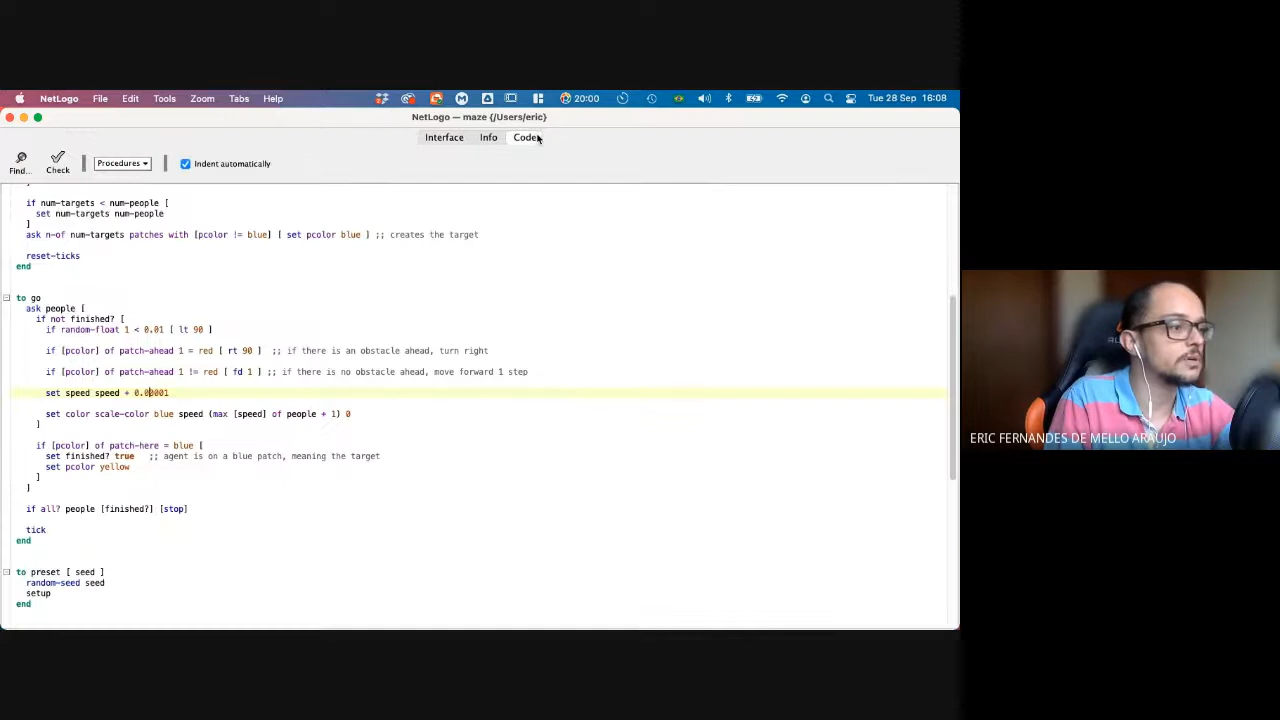 NetLogo File Edit Tools Zoom Tabs Help 20:00 Tue 28 Sep 16:08
NetLogo — maze {/Users/eric}
Interface Info Code
Find... Check Procedures Indent automatically
if num-targets < num-people [
set num-targets num-people
]
ask n-of num-targets patches with [pcolor != blue] [ set pcolor blue ] ;; creates the target
reset-ticks
end
to go
ask people [
if not finished? [
if random-float 1 < 0.01 [ lt 90 ]
if [pcolor] of patch-ahead 1 = red [ rt 90 ] ;; if there is an obstacle ahead, turn right
if [pcolor] of patch-ahead 1 != red [ fd 1 ] ;; if there is no obstacle ahead, move forward 1 step
set speed speed + 0.00001
set color scale-color blue speed (max [speed] of people + 1) 0
]
if [pcolor] of patch-here = blue [
set finished? true ;; agent is on a blue patch, meaning the target
set pcolor yellow
]
]
if all? people [finished?] [stop]
tick
end
to preset [ seed ]
random-seed seed
setup
end
ERIC FERNANDES DE MELLO ARAUJO